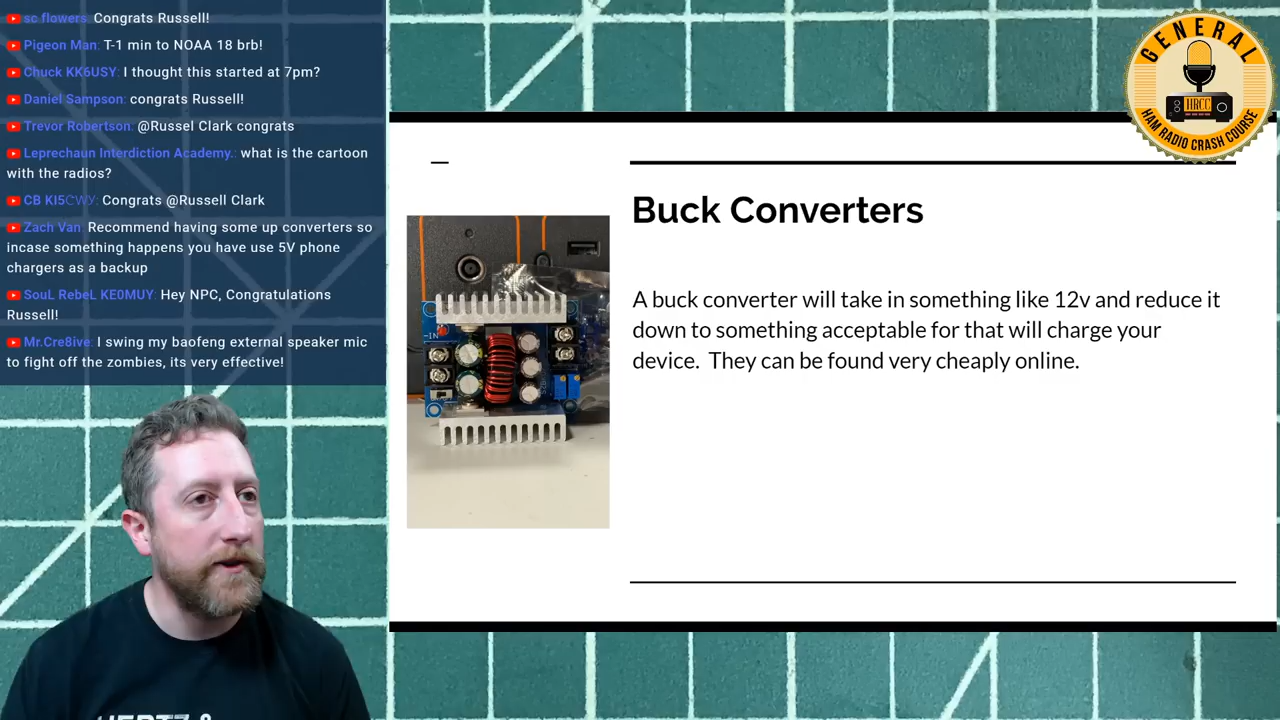 sc flowers: Congrats Russell!
Pigeon Man: T-1 min to NOAA 18 brb!
Chuck KK6USY: I thought this started at 7pm?
Daniel Sampson: congrats Russell!
Trevor Robertson: @Russel Clark congrats
Leprechaun Interdiction Academy.: what is the cartoon
with the radios?
CB KI5CWY: Congrats @Russell Clark
Zach Van: Recommend having some up converters so
incase something happens you have use 5V phone
chargers as a backup
SouL RebeL KE0MUY: Hey NPC, Congratulations
Russell!
Mr.Cre8ive: I swing my baofeng external speaker mic
to fight off the zombies, its very effective!
GENERAL
HRCC
HAM RADIO CRASH COURSE
Buck Converters
A buck converter will take in something like 12v and reduce it
down to something acceptable for that will charge your
device. They can be found very cheaply online.
-IN
HERTZ &